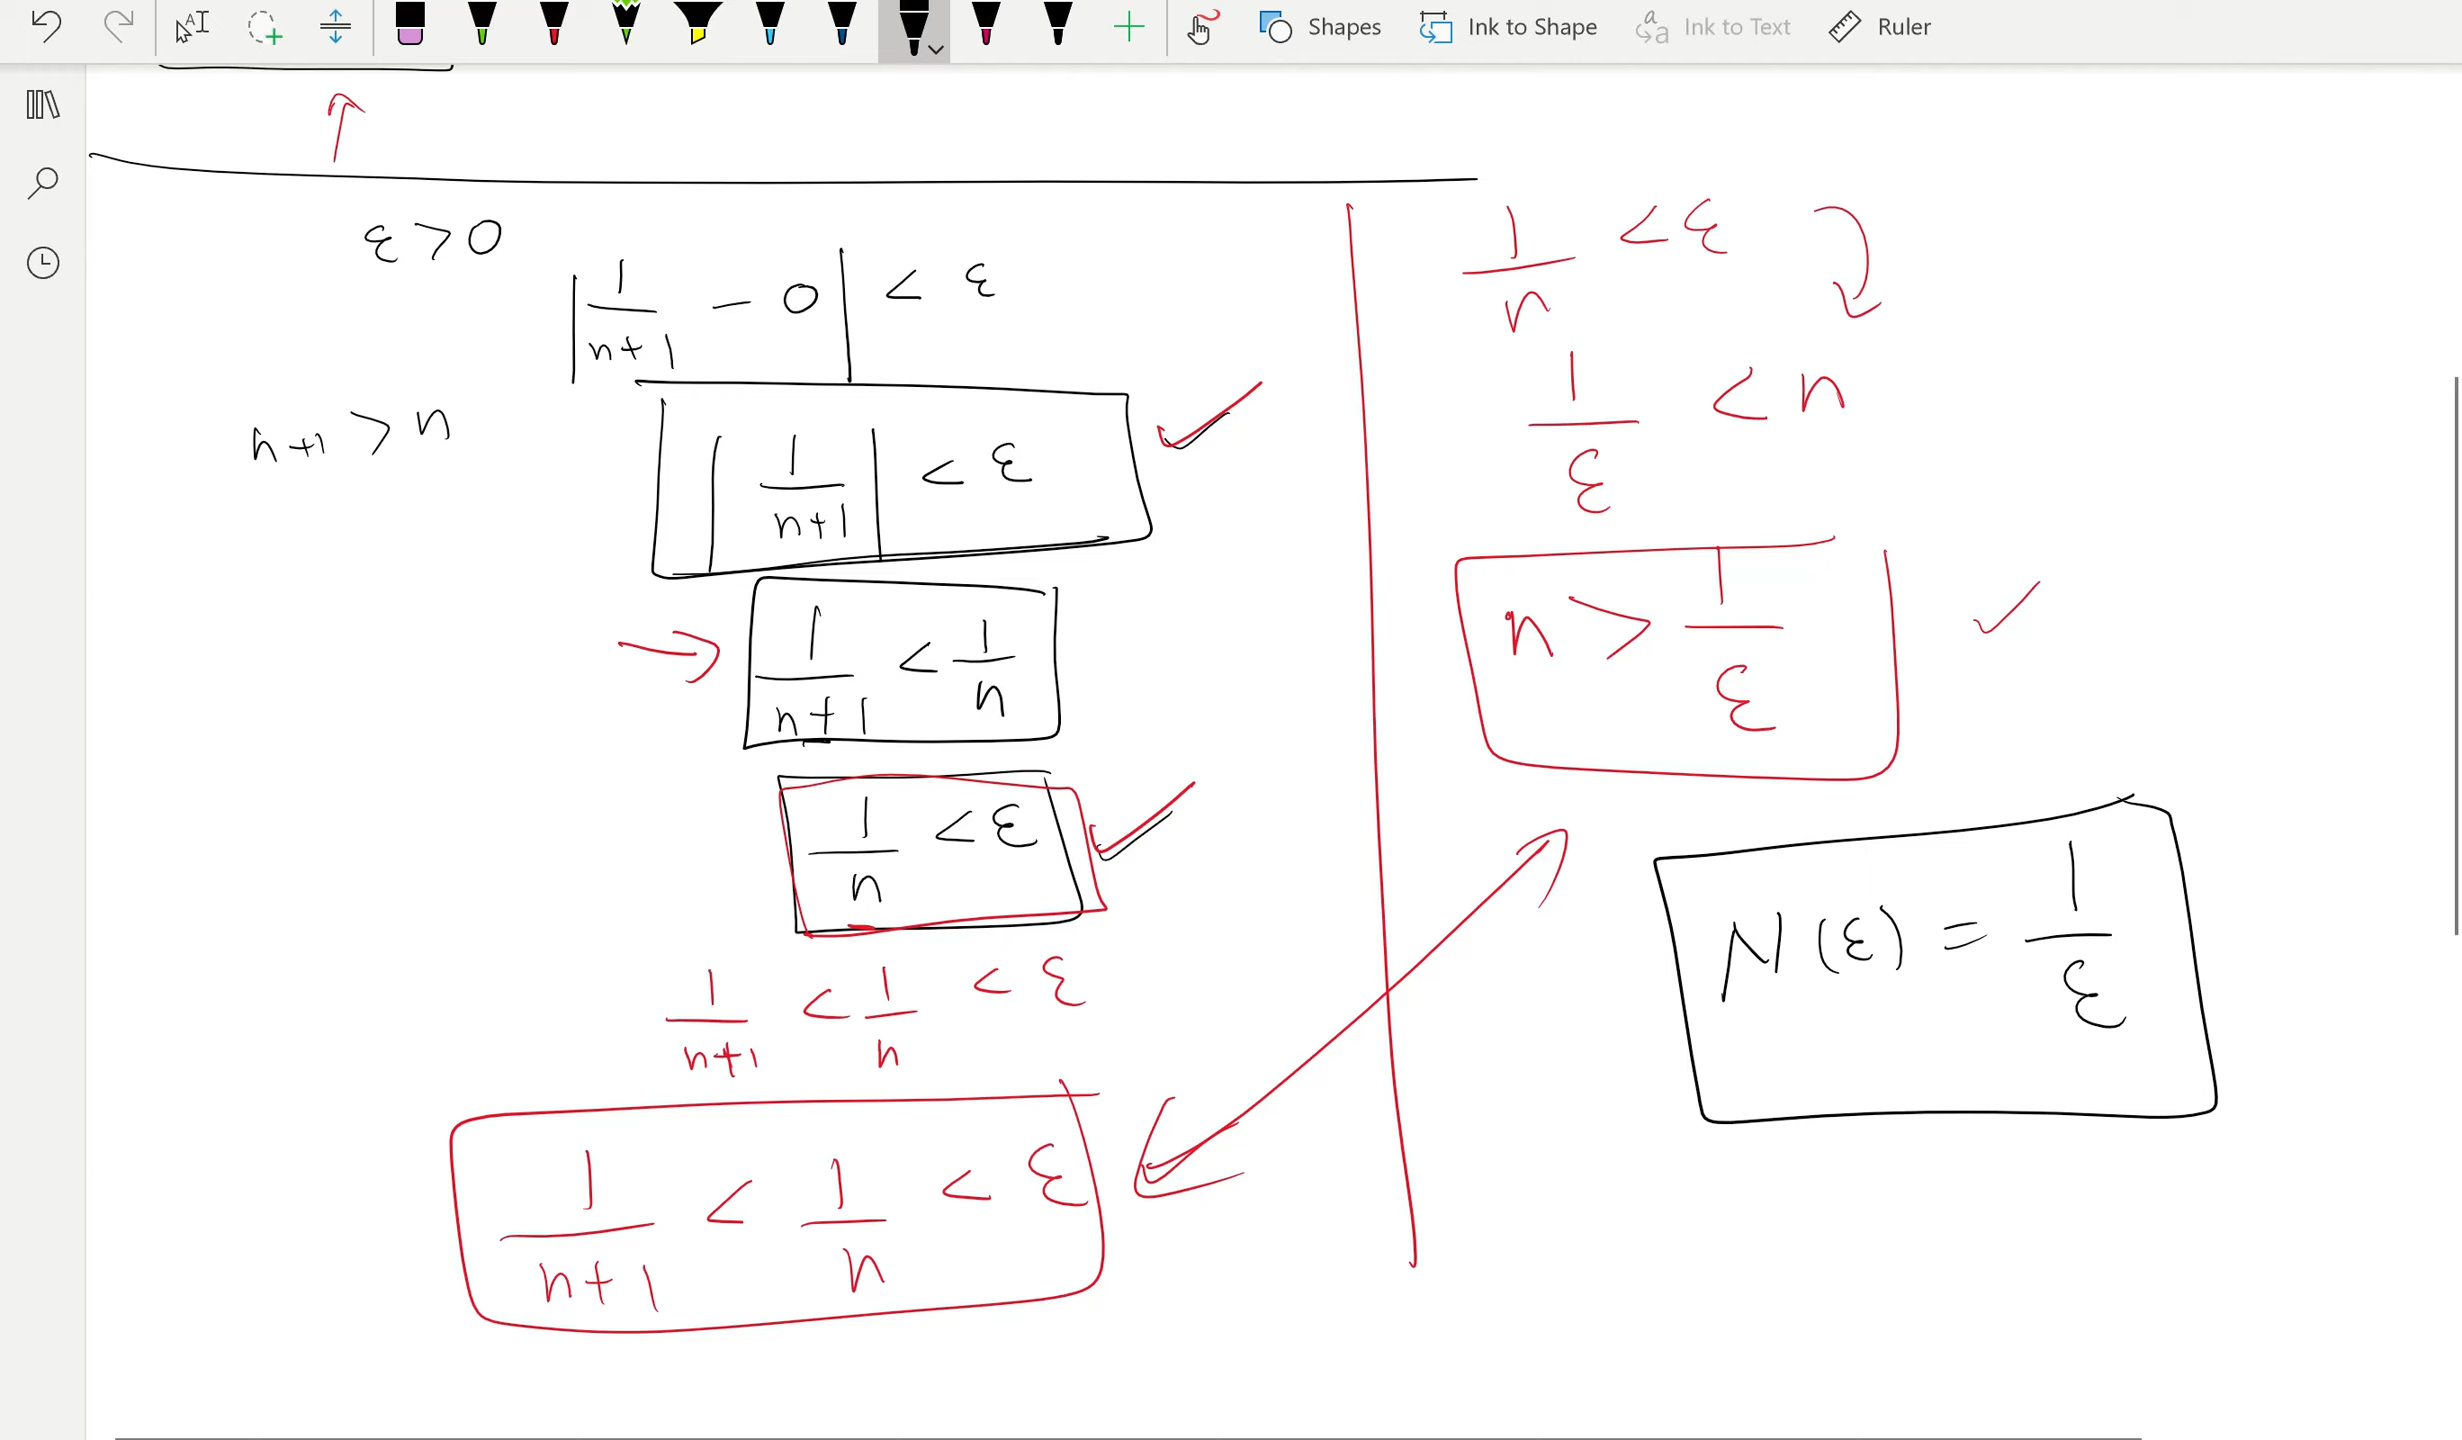 Shapes Ink to Shape Ink to Text Ruler
ε > 0
| 1/(n+1) − 0 | < ε
n+1 > n
| 1/(n+1) | < ε
1/(n+1) < 1/n
1/n < ε
1/(n+1) < 1/n < ε
1/(n+1) < 1/n < ε
1/n < ε
1/ε < n
n > 1/ε
N(ε) = 1/ε